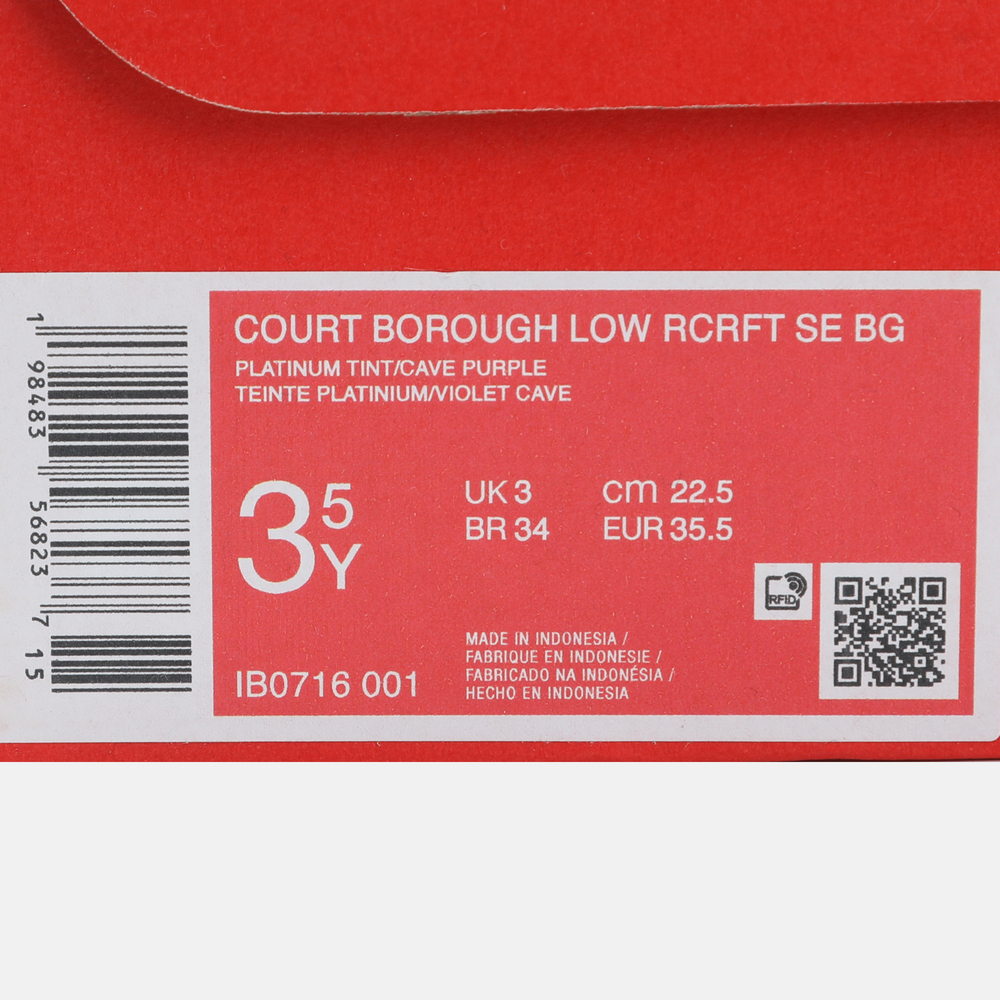 COURT BOROUGH LOW RCRFT SE BG
PLATINUM TINT/CAVE PURPLE
TEINTE PLATINIUM/VIOLET CAVE
3 5 Y
UK 3 cm 22.5
BR 34 EUR 35.5
RFID
MADE IN INDONESIA /
FABRIQUE EN INDONESIE /
FABRICADO NA INDONÉSIA /
HECHO EN INDONESIA
IB0716 001
1 98483 56823 7 15